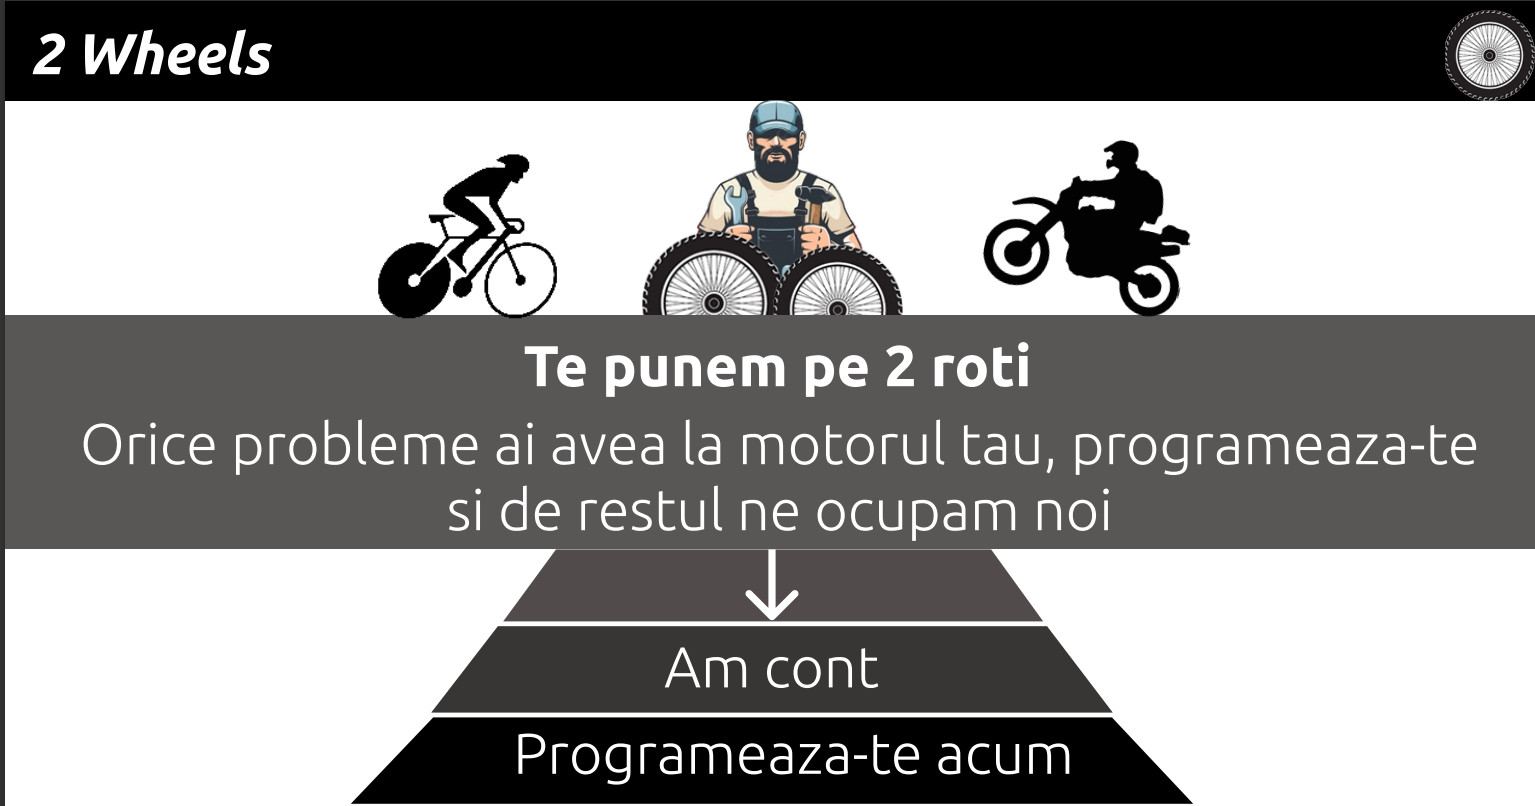 2 Wheels
Te punem pe 2 roti
Orice probleme ai avea la motorul tau, programeaza-te
si de restul ne ocupam noi
Am cont
Programeaza-te acum